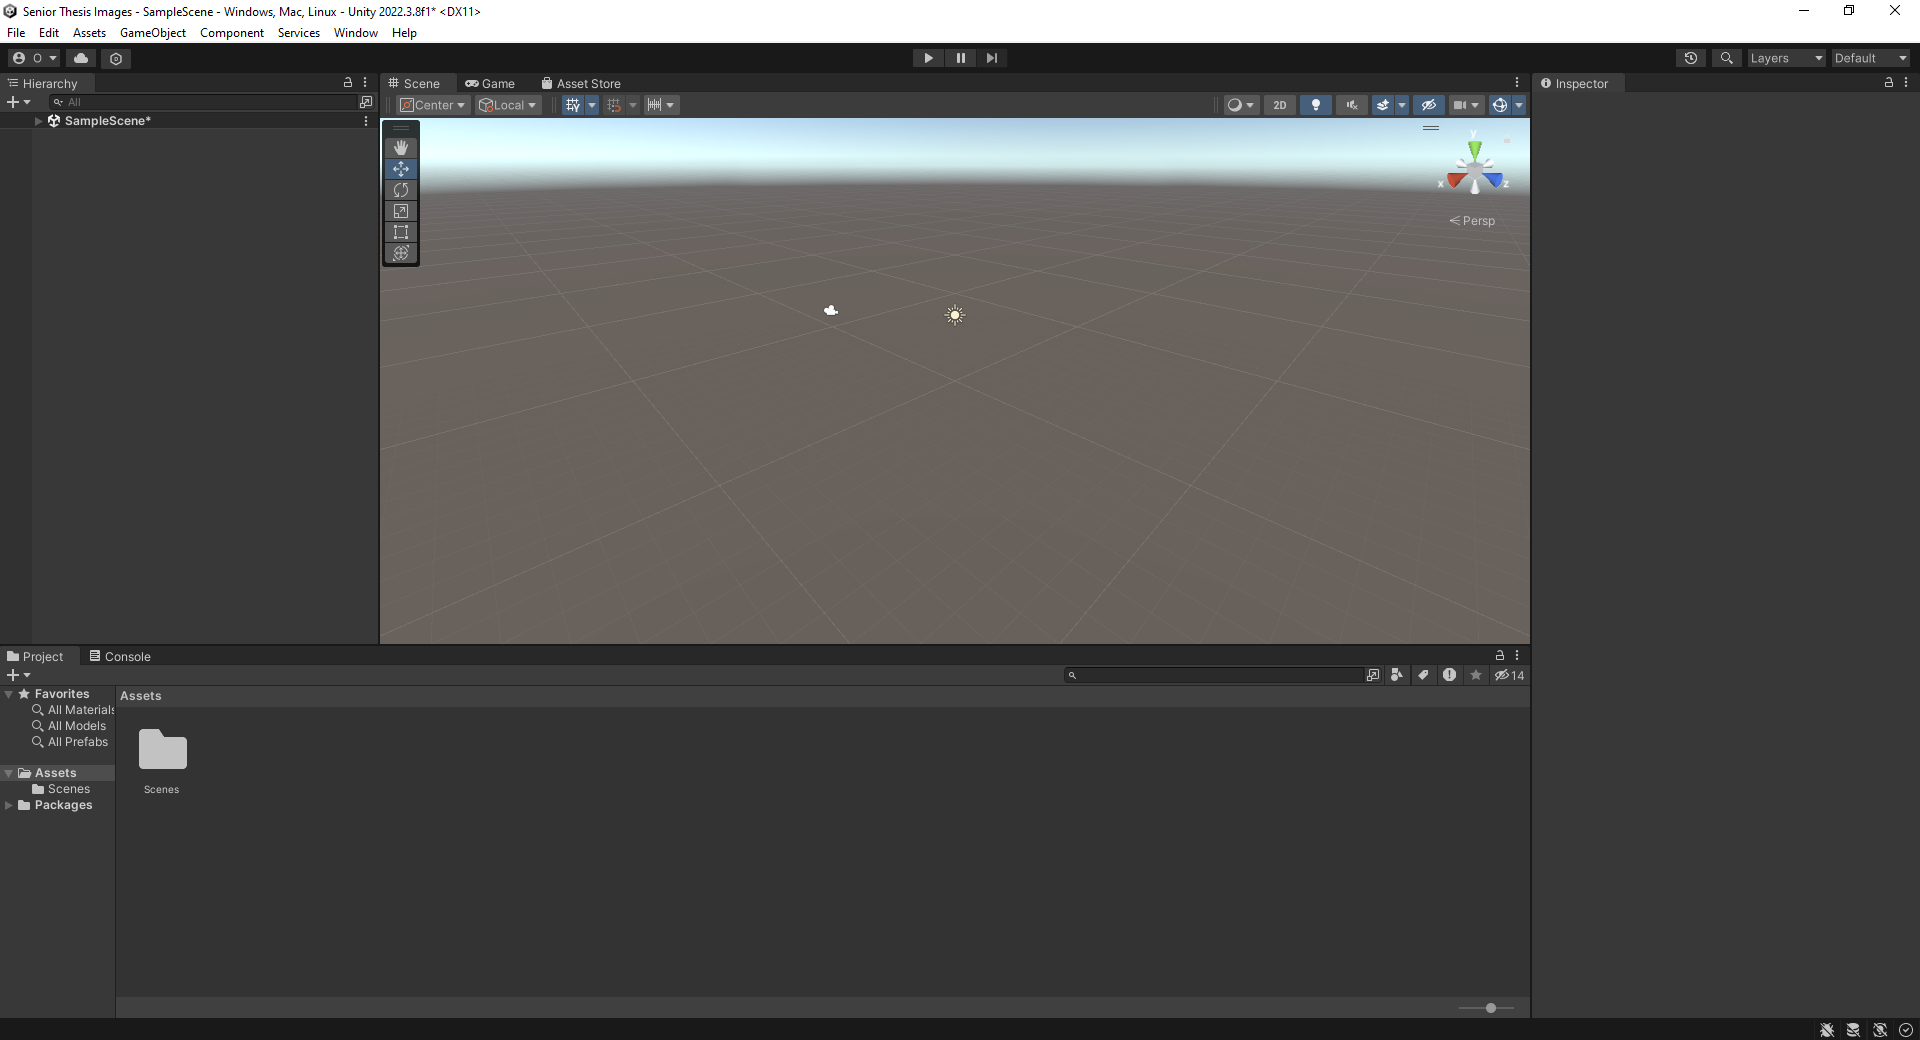 Senior Thesis Images - SampleScene - Windows, Mac, Linux - Unity 2022.3.8f1* <DX11>
File Edit Assets GameObject Component Services Window Help
O Layers Default
Hierarchy Scene Game Asset Store Inspector
All Center Local 2D
SampleScene*
y
x z
Persp
Project Console
14
Favorites Assets
All Materials
All Models
All Prefabs
Assets
Scenes Scenes
Packages